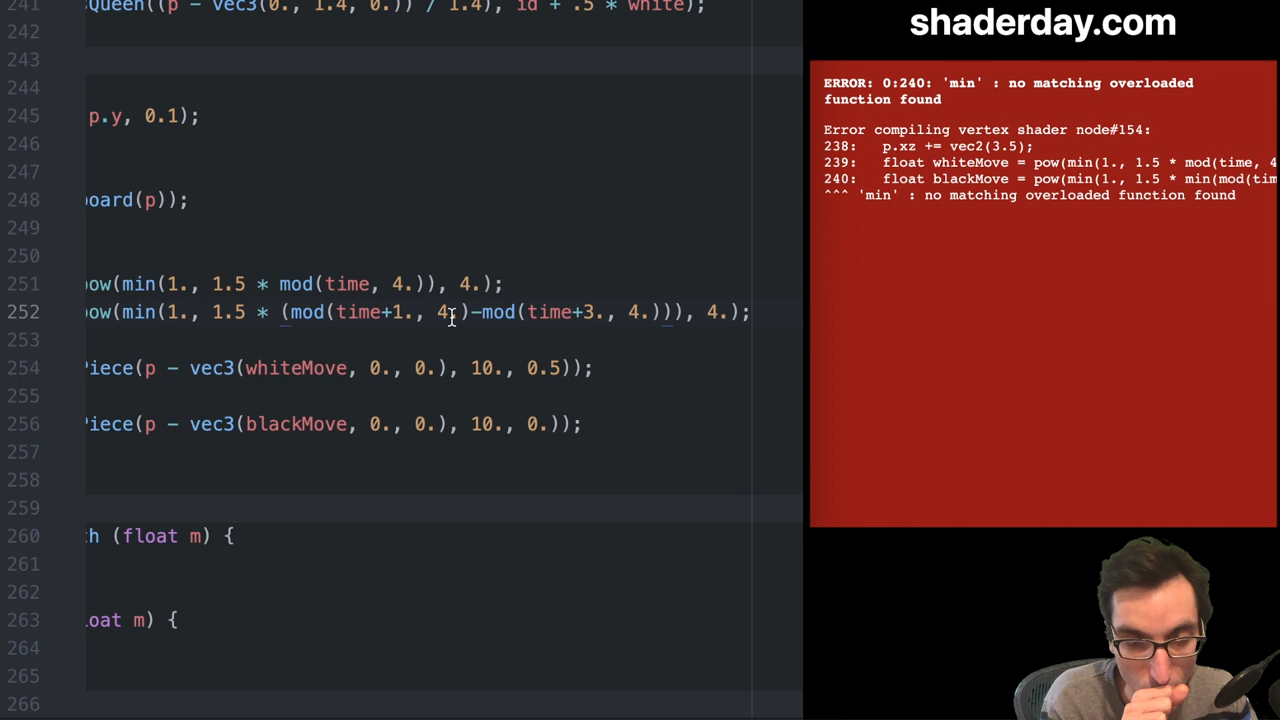 241 sQueen((p - vec3(0., 1.4, 0.)) / 1.4), id + .5 * white);
242
243
244
245 p.y, 0.1);
246
247
248 board(p));
249
250
251 pow(min(1., 1.5 * mod(time, 4.)), 4.);
252 pow(min(1., 1.5 * (mod(time+1., 4.)-mod(time+3., 4.))), 4.);
253
254 Piece(p - vec3(whiteMove, 0., 0.), 10., 0.5));
255
256 Piece(p - vec3(blackMove, 0., 0.), 10., 0.));
257
258
259
260 th (float m) {
261
262
263 loat m) {
264
265
266
shaderday.com
ERROR: 0:240: 'min' : no matching overloaded
function found
Error compiling vertex shader node#154:
238: p.xz += vec2(3.5);
239: float whiteMove = pow(min(1., 1.5 * mod(time, 4
240: float blackMove = pow(min(1., 1.5 * min(mod(tim
^^^ 'min' : no matching overloaded function found